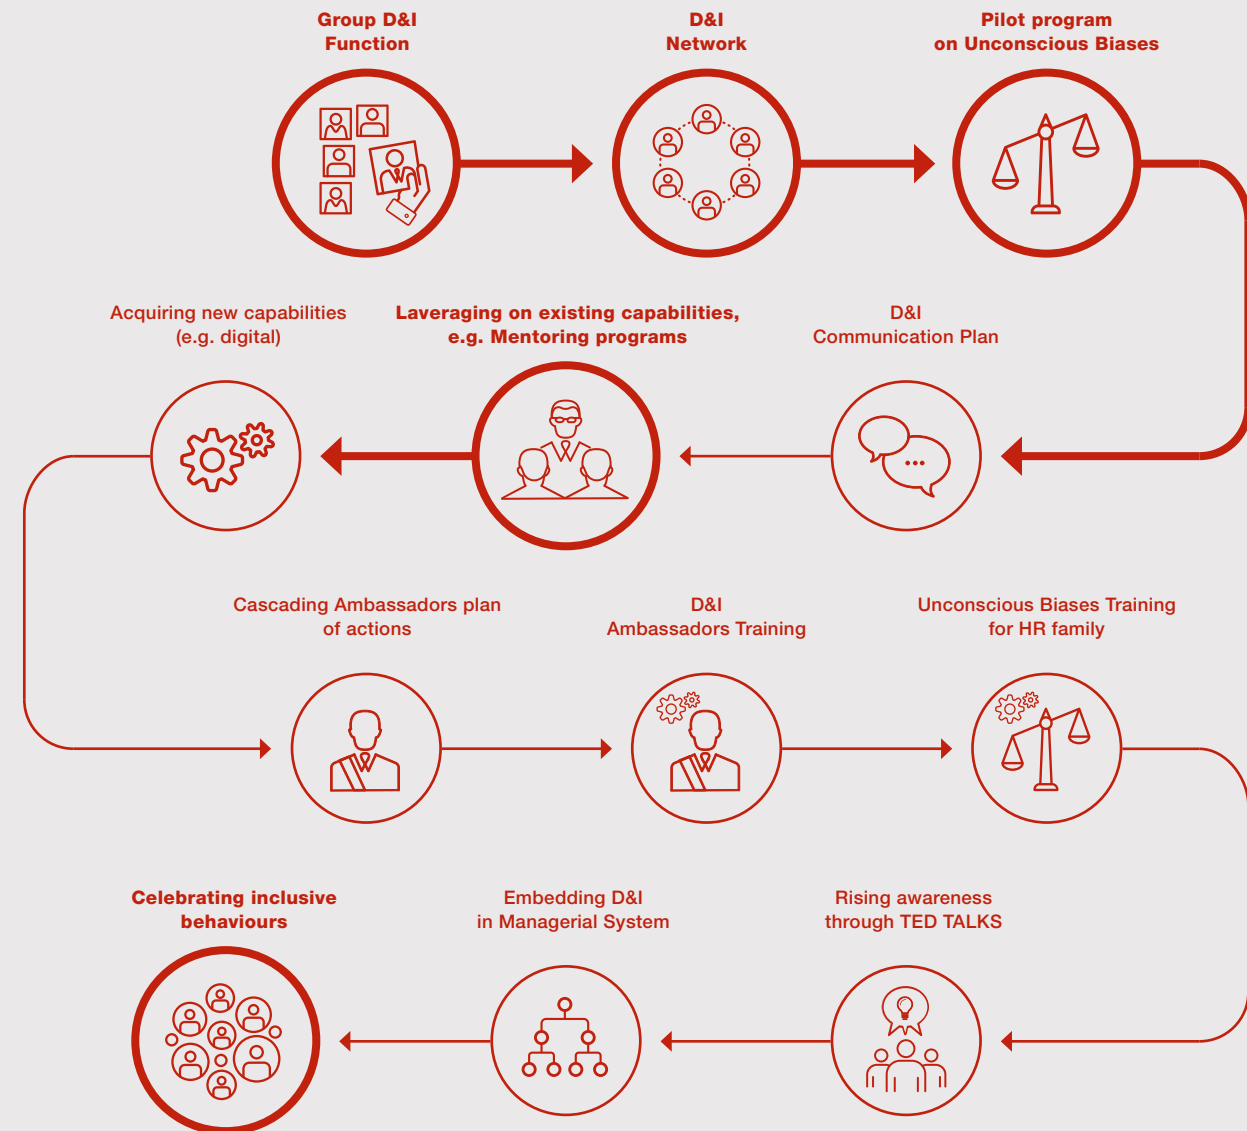 Group D&I
Function
D&I
Network
Pilot program
on Unconscious Biases
Acquiring new capabilities
(e.g. digital)
Laveraging on existing capabilities,
e.g. Mentoring programs
D&I
Communication Plan
Cascading Ambassadors plan
of actions
D&I
Ambassadors Training
Unconscious Biases Training
for HR family
Celebrating inclusive
behaviours
Embedding D&I
in Managerial System
Rising awareness
through TED TALKS